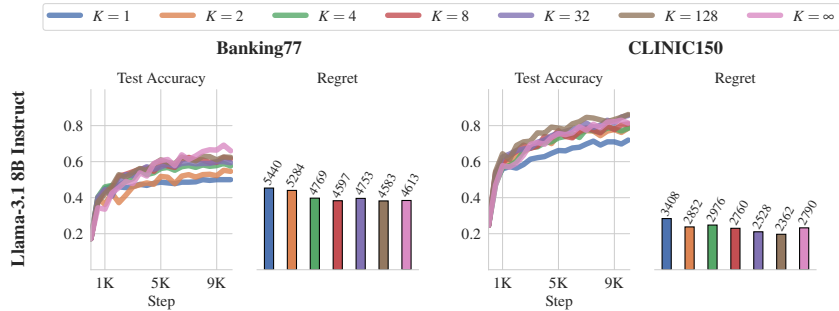 K = 1 K = 2 K = 4 K = 8 K = 32 K = 128 K = ∞
Banking77 CLINIC150
Test Accuracy Regret Test Accuracy Regret
Llama-3.1 8B Instruct
0.8 0.8
0.6 0.6
0.4 0.4
0.2 0.2
5440 5284 4769 4597 4753 4583 4613
3408 2852 2976 2760 2528 2362 2790
1K 5K 9K 1K 5K 9K
Step Step